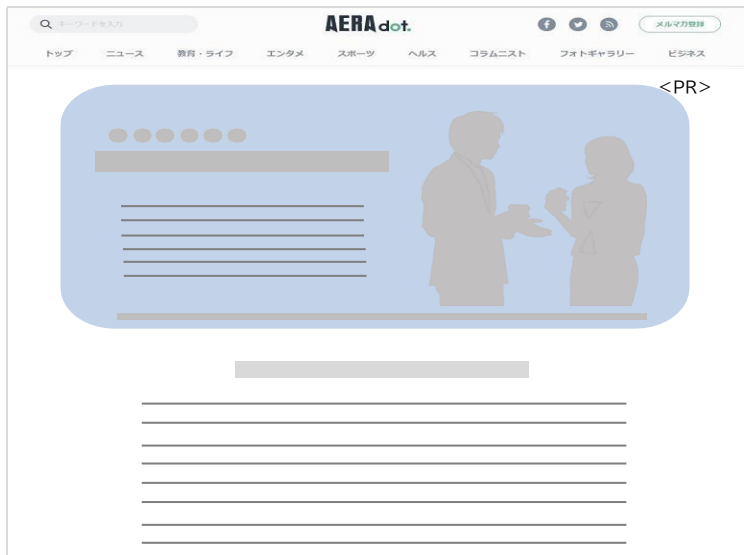 キーワードを入力
AERA dot.
メルマガ登録
トップ ニュース 教育・ライフ エンタメ スポーツ ヘルス コラムニスト フォトギャラリー ビジネス
<PR>